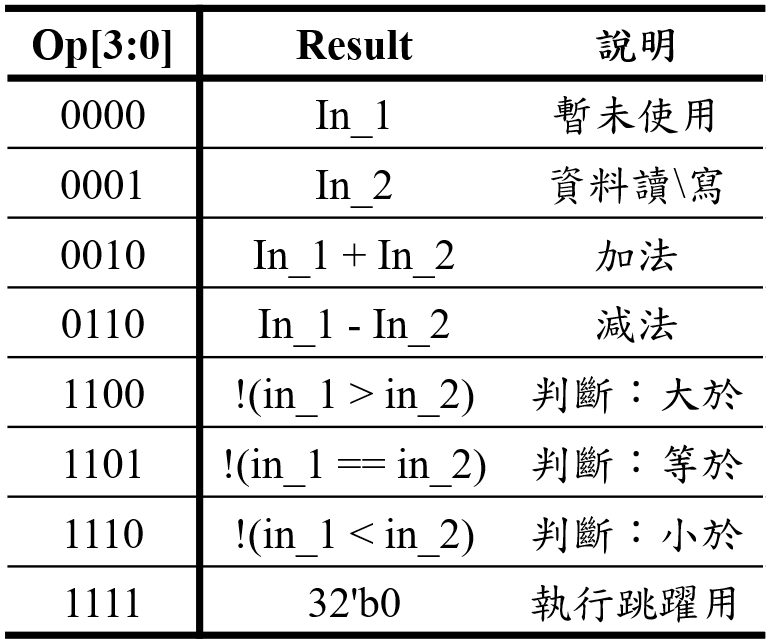 Op[3:0] Result 說明
0000 In_1 暫未使用
0001 In_2 資料讀\寫
0010 In_1 + In_2 加法
0110 In_1 - In_2 減法
1100 !(in_1 > in_2) 判斷：大於
1101 !(in_1 == in_2) 判斷：等於
1110 !(in_1 < in_2) 判斷：小於
1111 32'b0 執行跳躍用